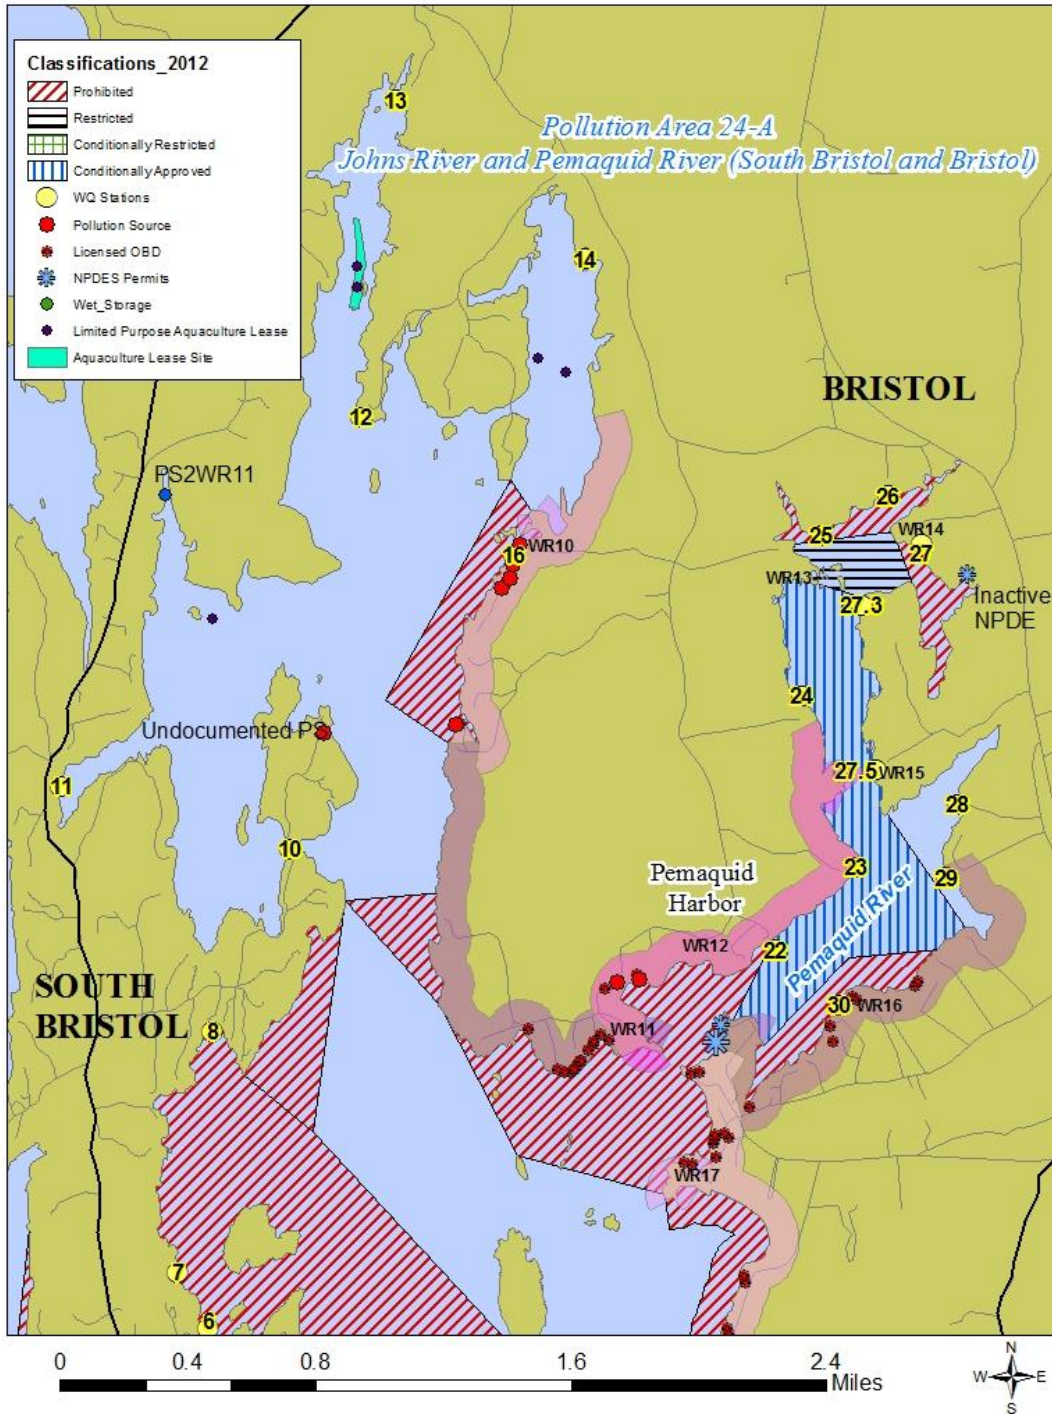 Classifications_2012
Prohibited
Restricted
Conditionally Restricted
Conditionally Approved
WQ Stations
Pollution Source
Licensed OBD
NPDES Permits
Wet_Storage
Limited Purpose Aquaculture Lease
Aquaculture Lease Site
13
Pollution Area 24-A
Johns River and Pemaquid River (South Bristol and Bristol)
14
BRISTOL
12
PS2WR11
26
25
WR14
WR10
16
27
WR13
Inactive
NPDE
27.3
24
Undocumented PS
27.5
WR15
11
28
10
23
29
Pemaquid
Harbor
Pemaquid River
WR12
22
SOUTH
BRISTOL
30
WR16
8
WR11
WR17
7
6
0 0.4 0.8 1.6 2.4
Miles
N
W E
S